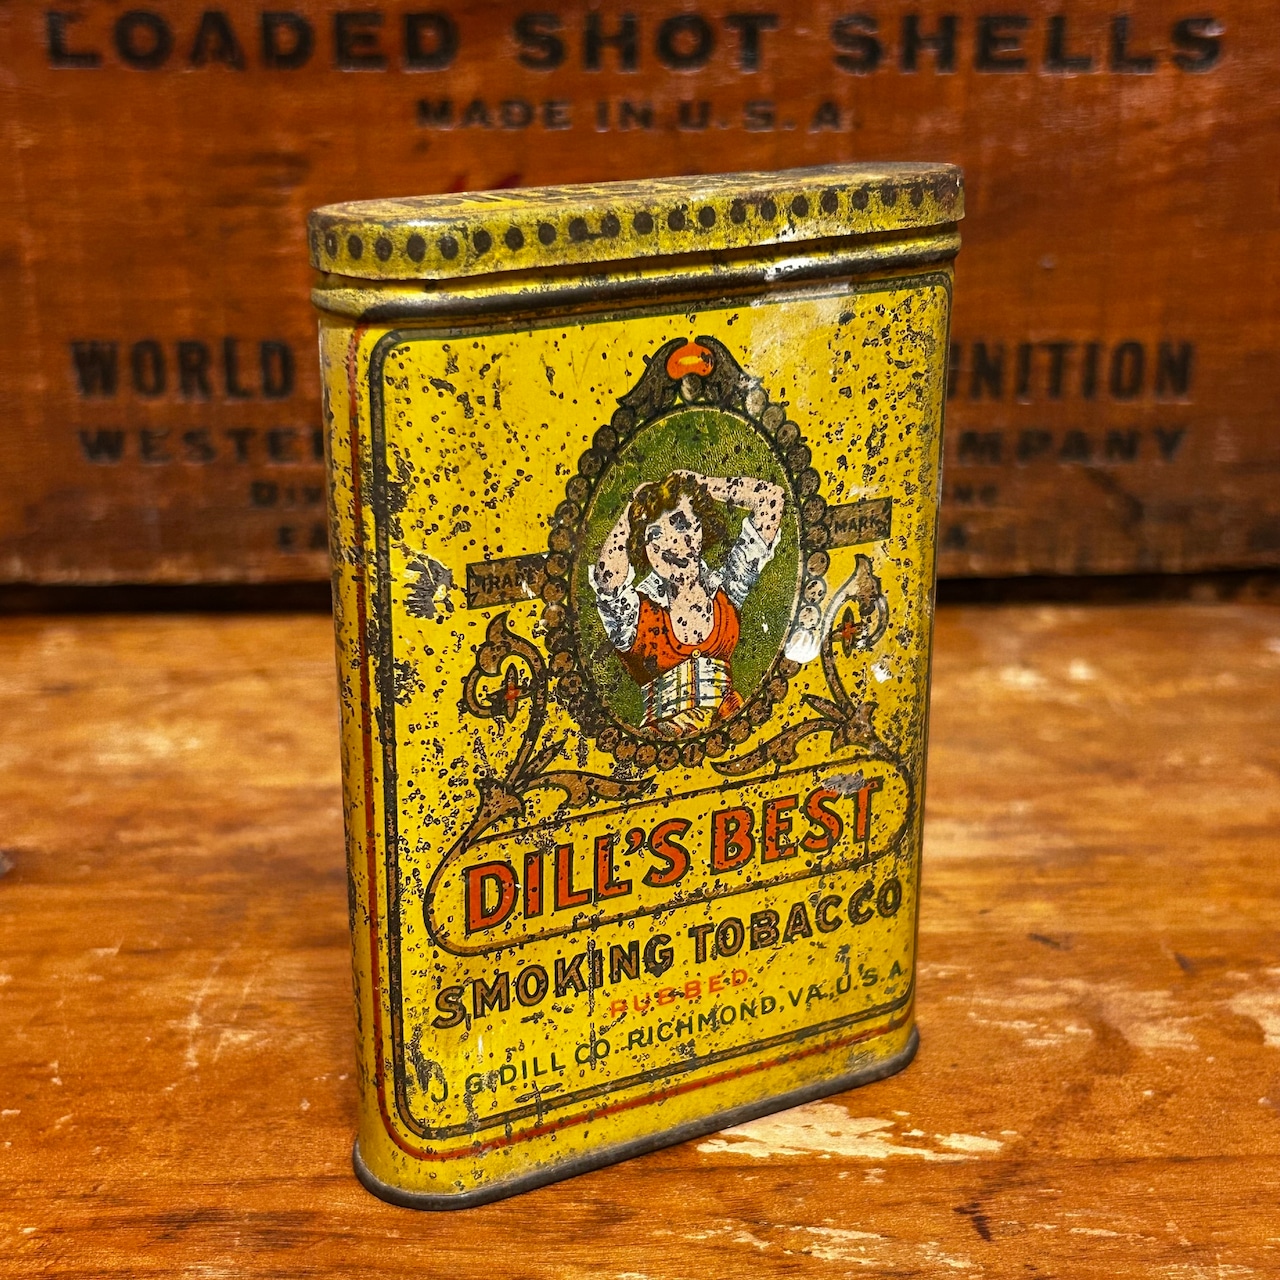 LOADED SHOT SHELLS
MADE IN U.S.A.
WORLD
WESTE
TRADE MARK
DILL'S BEST
SMOKING TOBACCO
RUBBED
J G DILL CO. RICHMOND, VA. U.S.A.
NITION
MPANY